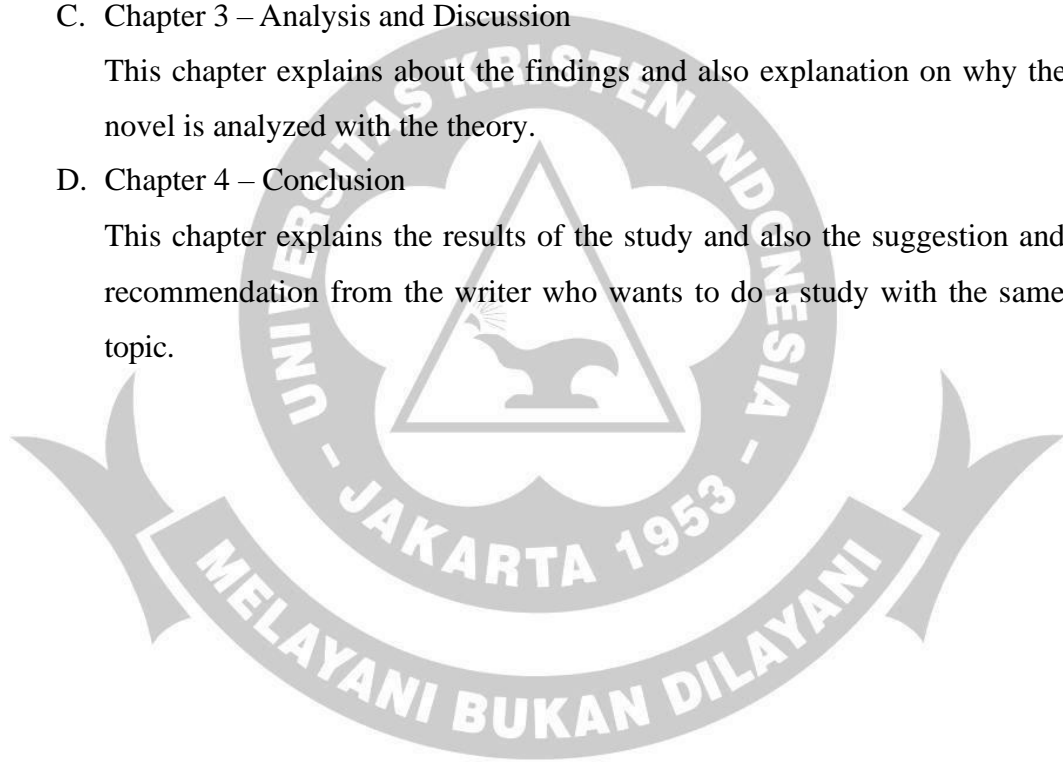 C. Chapter 3 – Analysis and Discussion
This chapter explains about the findings and also explanation on why the
novel is analyzed with the theory.
D. Chapter 4 – Conclusion
This chapter explains the results of the study and also the suggestion and
recommendation from the writer who wants to do a study with the same
topic.
UNIVERSITAS KRISTEN INDONESIA
- JAKARTA 1953 -
MELAYANI BUKAN DILAYANI